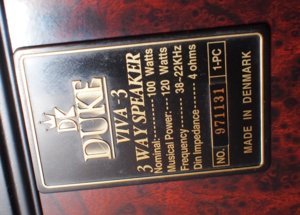 DK
DUKE
VIVA 3
3 WAY SPEAKER
Nominal:---------- 100 Watts
Musical Power:--- 120 Watts
Frequency------- 38-22KHz
Din Impedance------ 4 ohms
NO. 971131 1-PC
MADE IN DENMARK